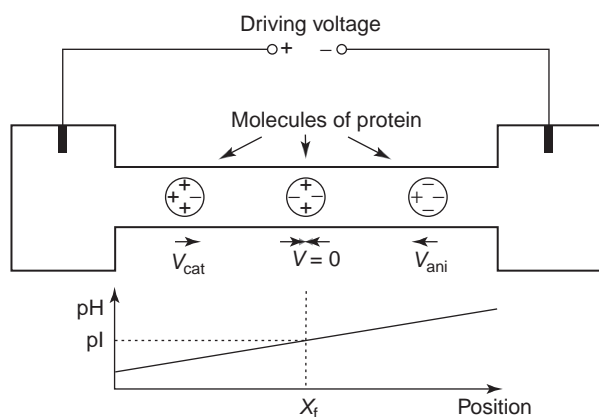 Driving voltage
+ −
Molecules of protein
+ + − +
− + − +
− + − −
V_cat
V = 0
V_ani
pH
pI
X_f
Position